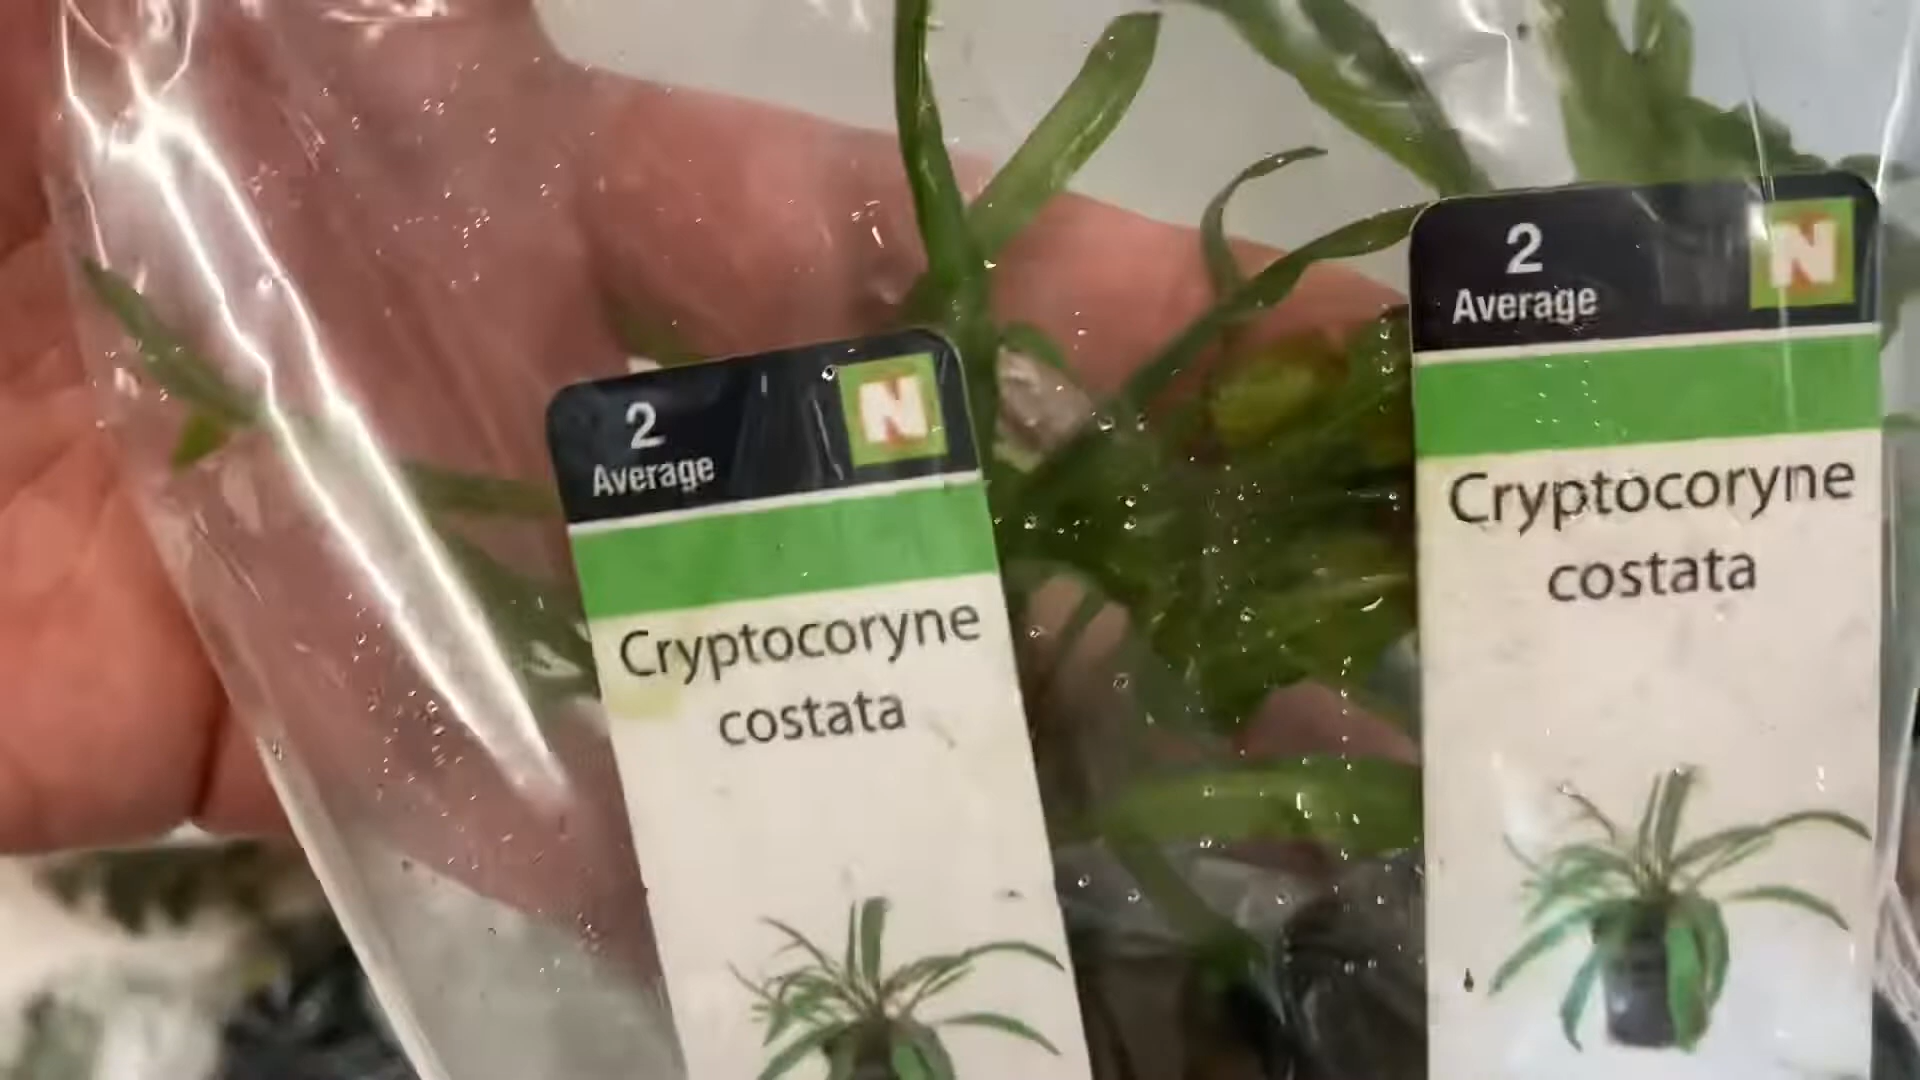 2
Average
N
Cryptocoryne
costata
2
Average
N
Cryptocoryne
costata